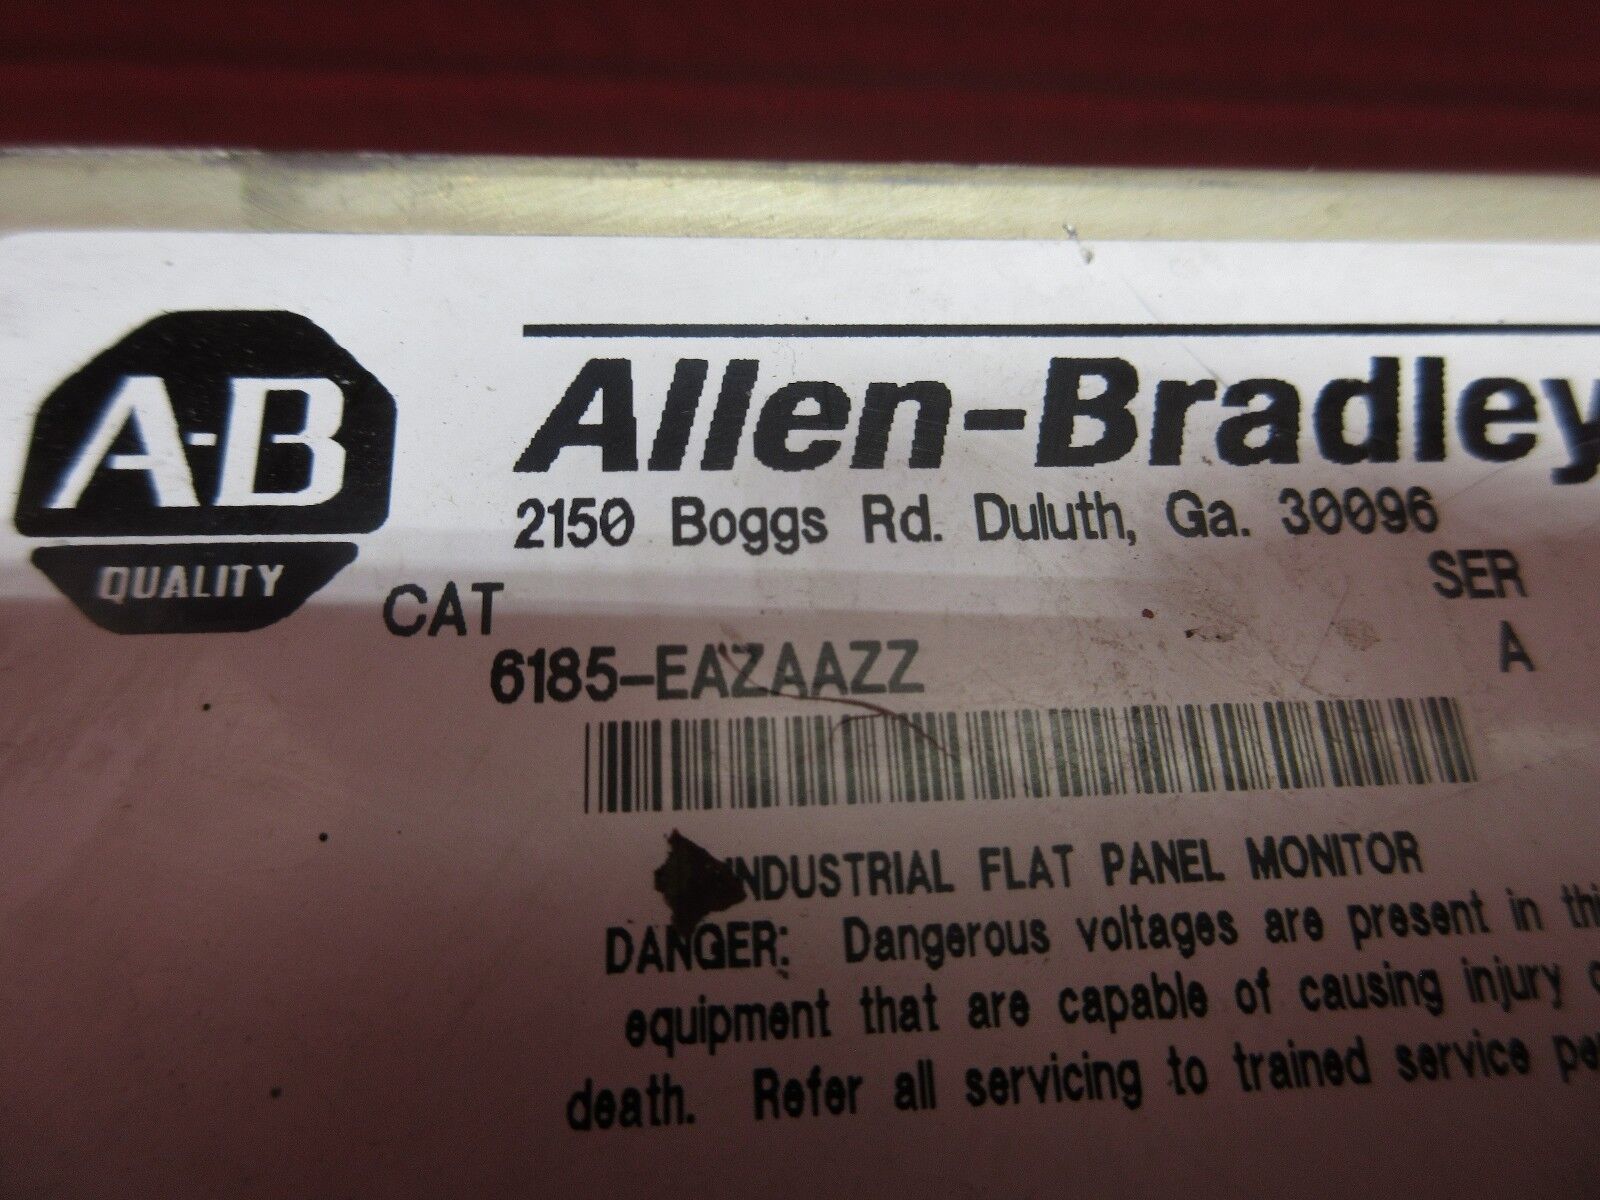 A-B
QUALITY
Allen-Bradley
2150 Boggs Rd. Duluth, Ga. 30096
CAT SER
6185-EAZAAZZ A
INDUSTRIAL FLAT PANEL MONITOR
DANGER: Dangerous voltages are present in
equipment that are capable of causing injury
death. Refer all servicing to trained service